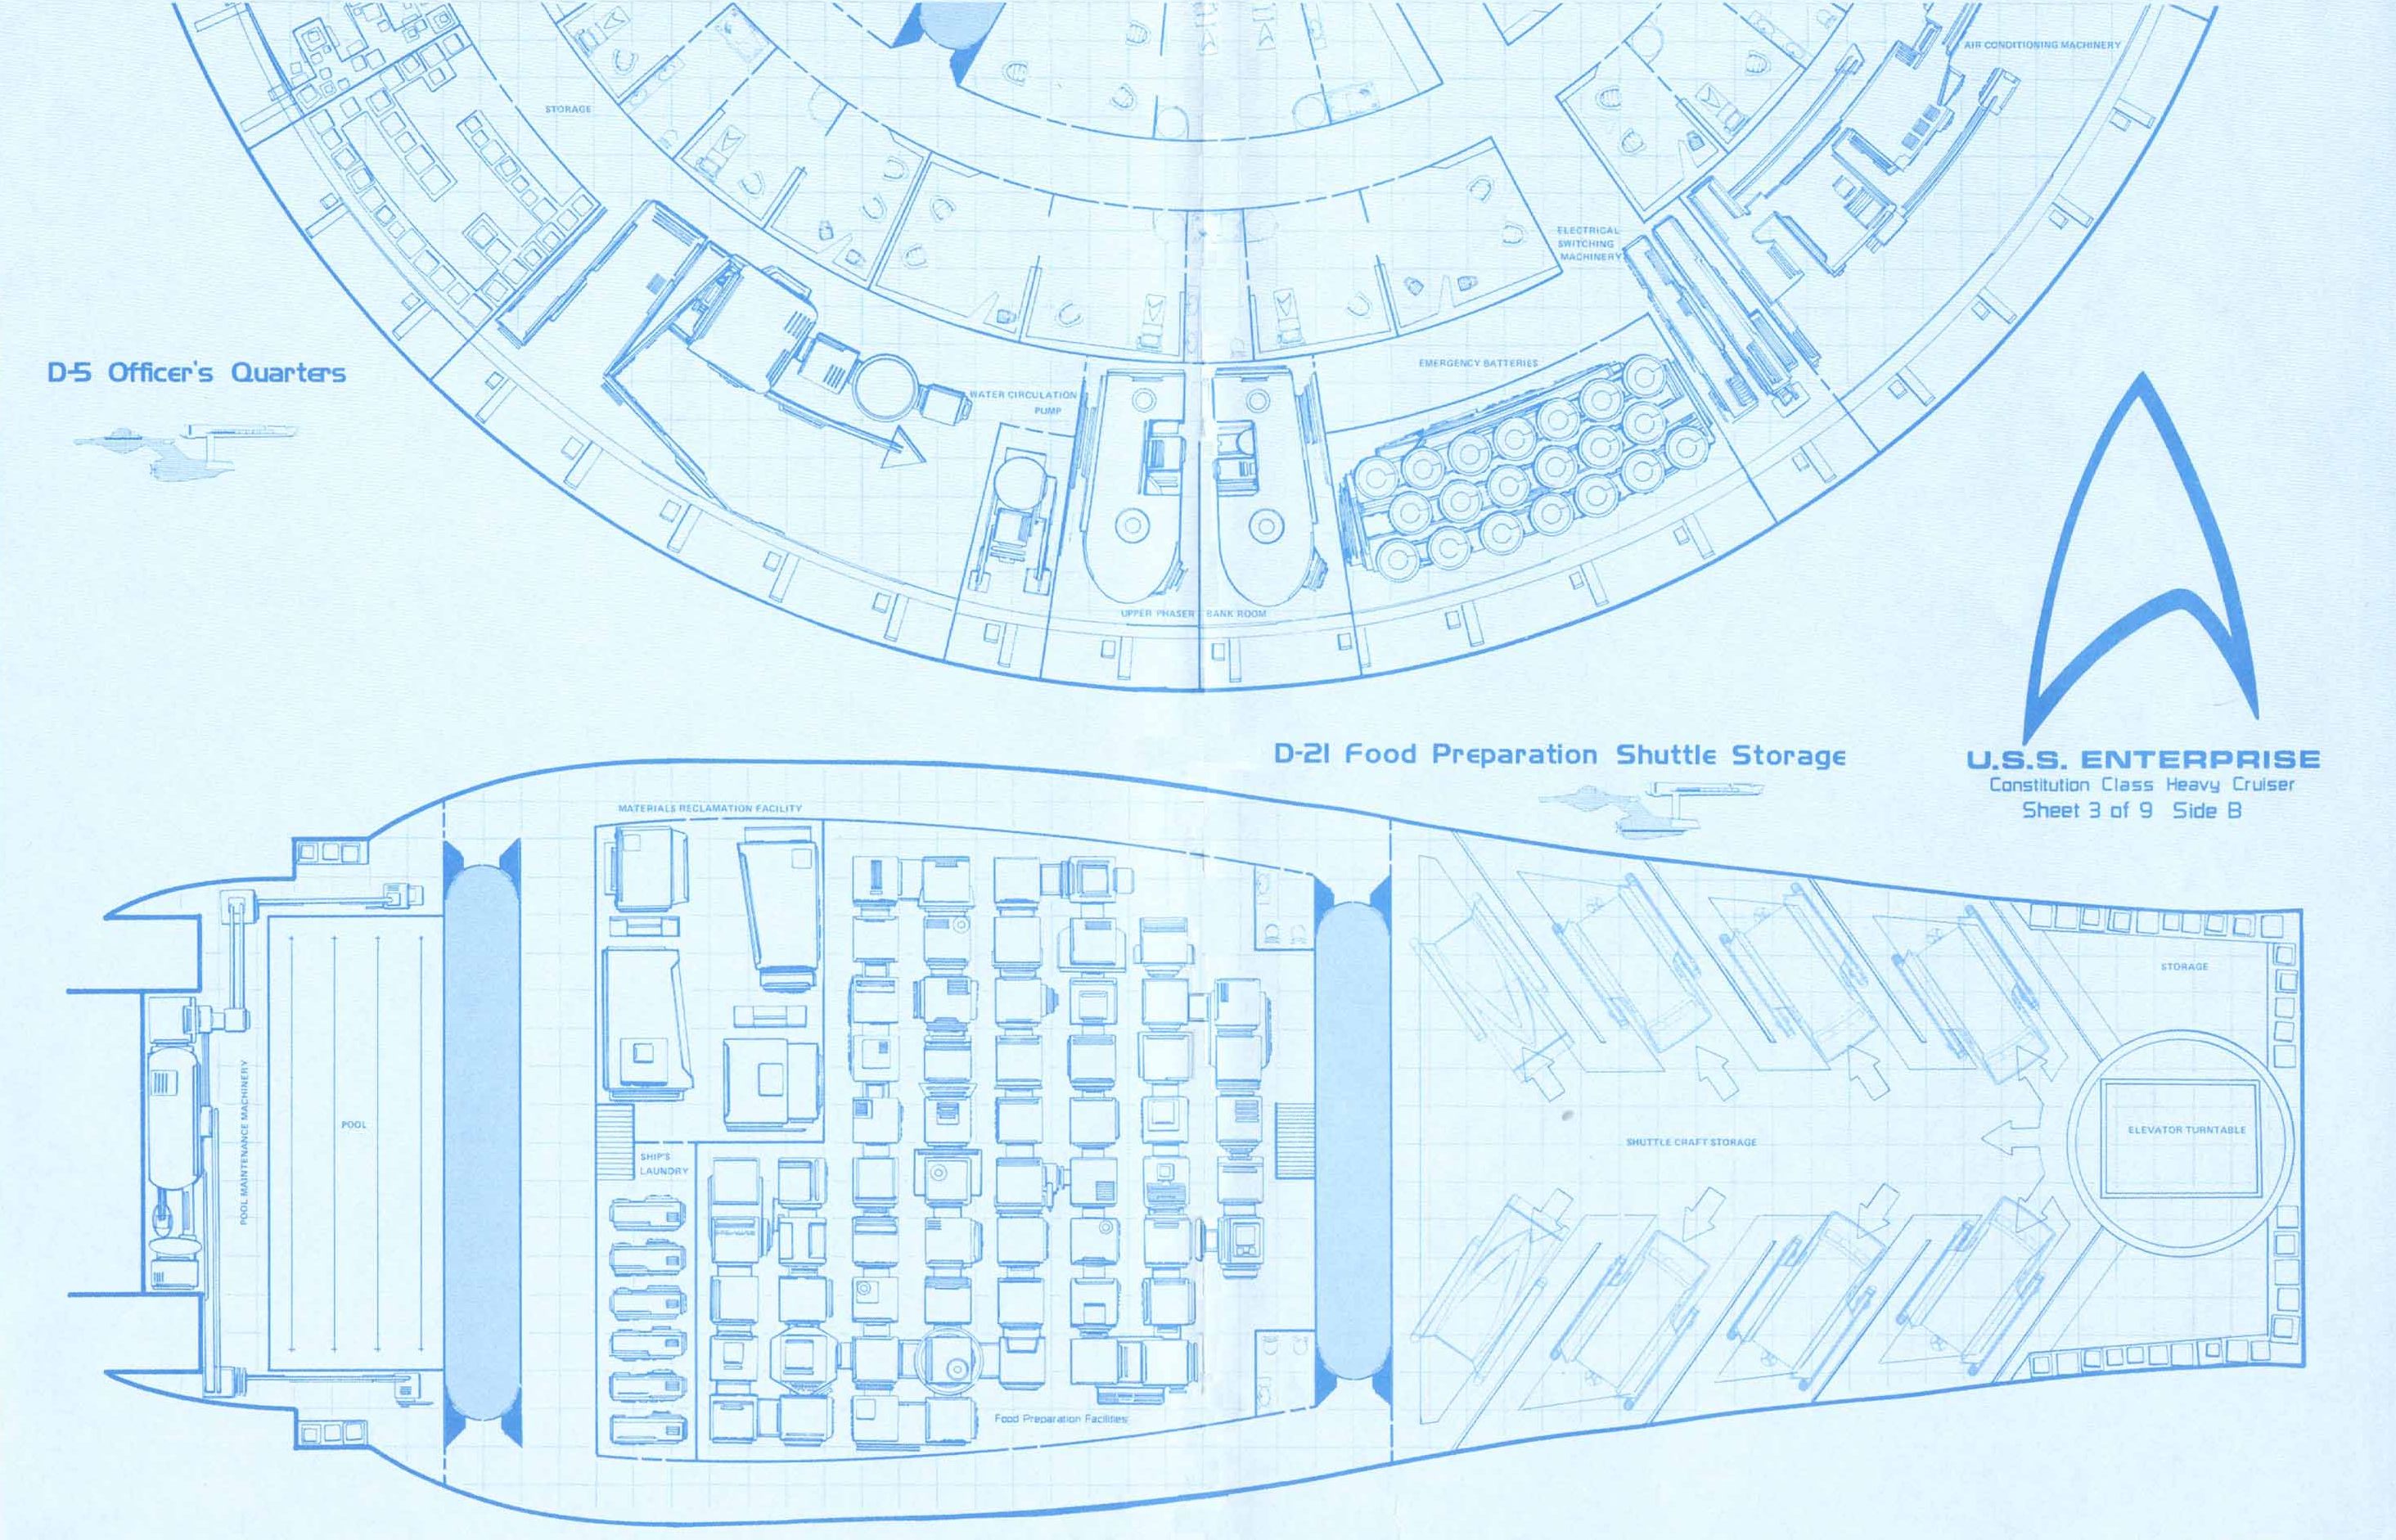 AIR CONDITIONING MACHINERY
STORAGE
ELECTRICAL
SWITCHING
MACHINERY
D-5 Officer's Quarters
EMERGENCY BATTERIES
WATER CIRCULATION
PUMP
UPPER PHASER BANK ROOM
D-21 Food Preparation Shuttle Storage
U.S.S. ENTERPRISE
Constitution Class Heavy Cruiser
Sheet 3 of 9 Side B
MATERIALS RECLAMATION FACILITY
STORAGE
POOL MAINTENANCE MACHINERY
POOL
ELEVATOR TURNTABLE
SHUTTLE CRAFT STORAGE
SHIP'S
LAUNDRY
Food Preparation Facilities